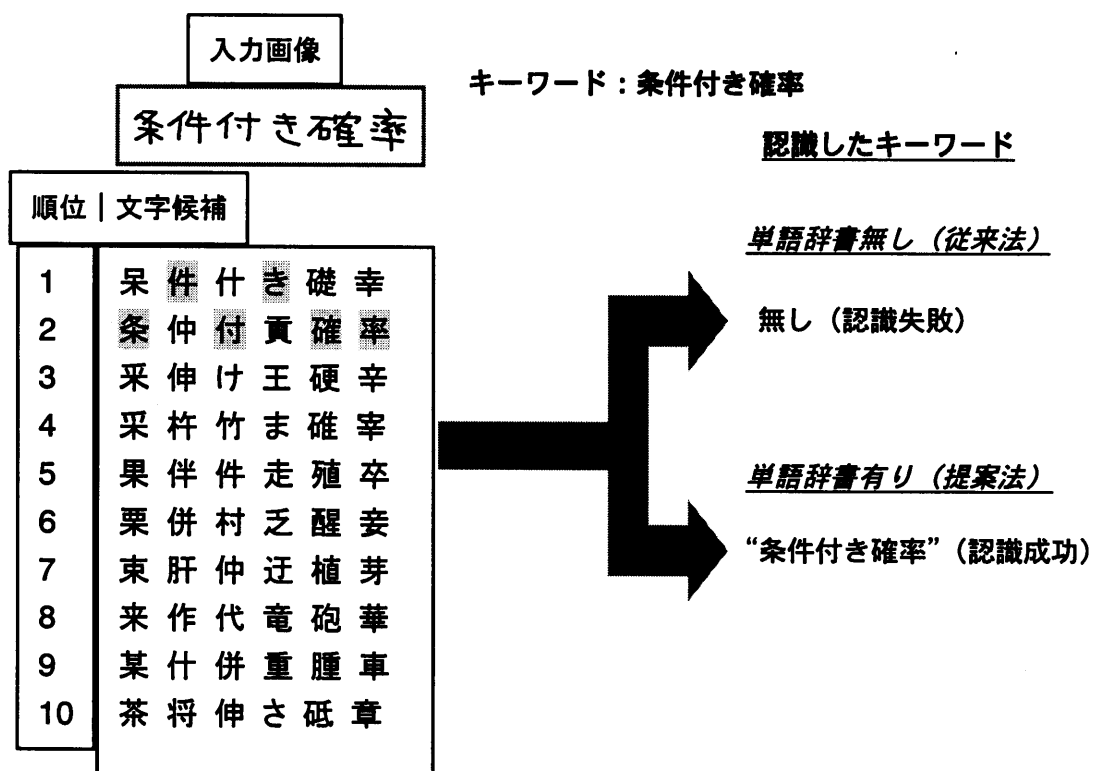 入力画像
キーワード：条件付き確率
条件付き確率
認識したキーワード
順位｜文字候補
単語辞書無し（従来法）
無し（認識失敗）
1 呆 件 什 き 礎 幸
2 条 仲 付 貢 確 率
3 采 伸 け 王 硬 辛
4 采 杵 竹 ま 碓 宰
5 果 伴 件 走 殖 卒
6 栗 併 村 乏 醒 妾
7 束 肝 仲 迂 植 芽
8 来 作 代 竜 砲 華
9 某 什 併 重 腫 車
10 茶 将 伸 さ 砥 章
単語辞書有り（提案法）
“条件付き確率”（認識成功）